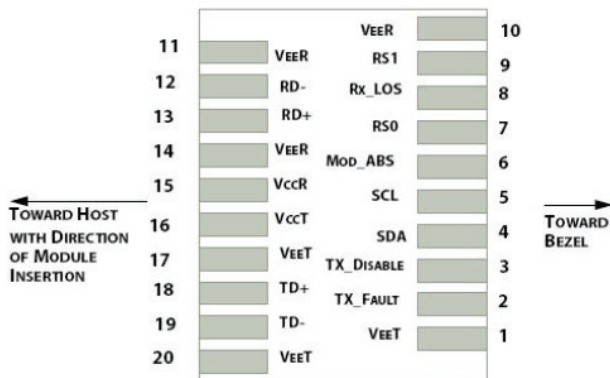 11 VEER
12 RD-
13 RD+
14 VEER
15 VCCR
16 VCCT
17 VEET
18 TD+
19 TD-
20 VEET
VEER 10
RS1 9
RX_LOS 8
RS0 7
MOD_ABS 6
SCL 5
SDA 4
TX_DISABLE 3
TX_FAULT 2
VEET 1
TOWARD HOST
WITH DIRECTION
OF MODULE
INSERTION
TOWARD
BEZEL